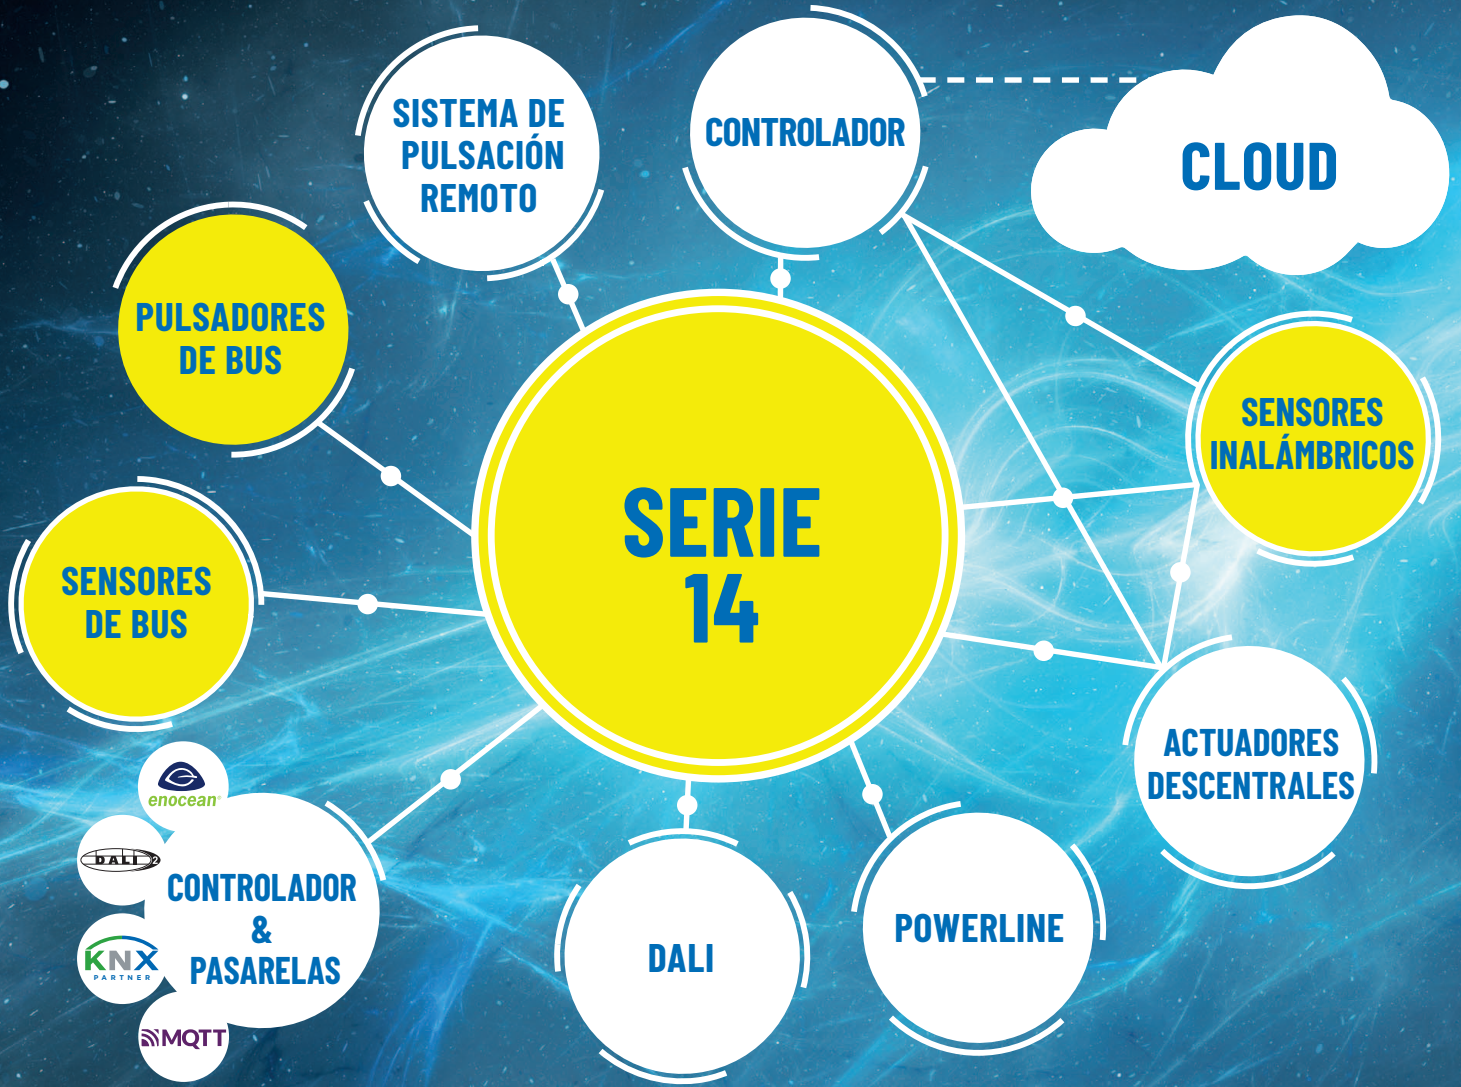 SISTEMA DE
PULSACIÓN
REMOTO
CONTROLADOR
CLOUD
PULSADORES
DE BUS
SENSORES
INALÁMBRICOS
SERIE
14
SENSORES
DE BUS
ACTUADORES
DESCENTRALES
enocean®
DALI 2
CONTROLADOR
&
PASARELAS
KNX
PARTNER
MQTT
DALI
POWERLINE